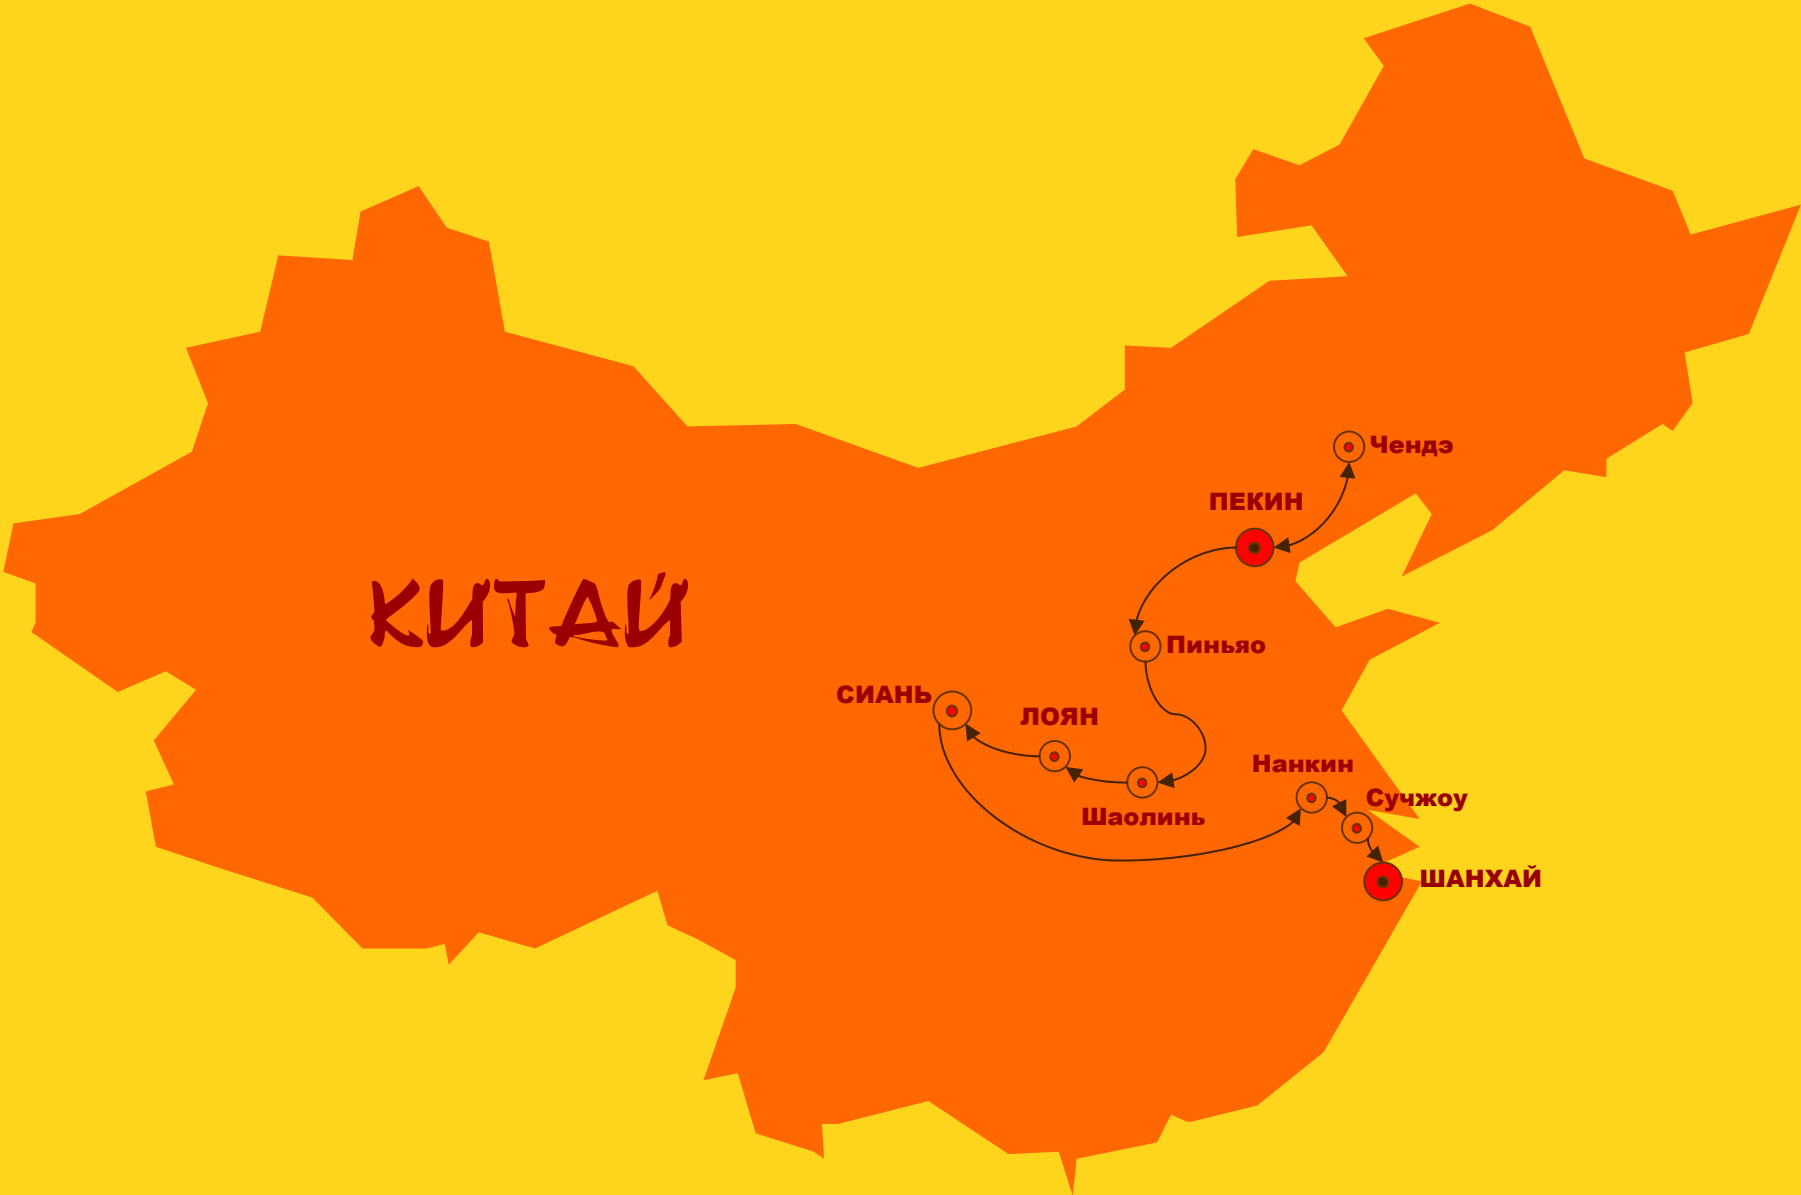 Чендэ
ПЕКИН
КИТАЙ
Пиньяо
СИАНЬ
ЛОЯН
Нанкин
Сучжоу
Шаолинь
ШАНХАЙ